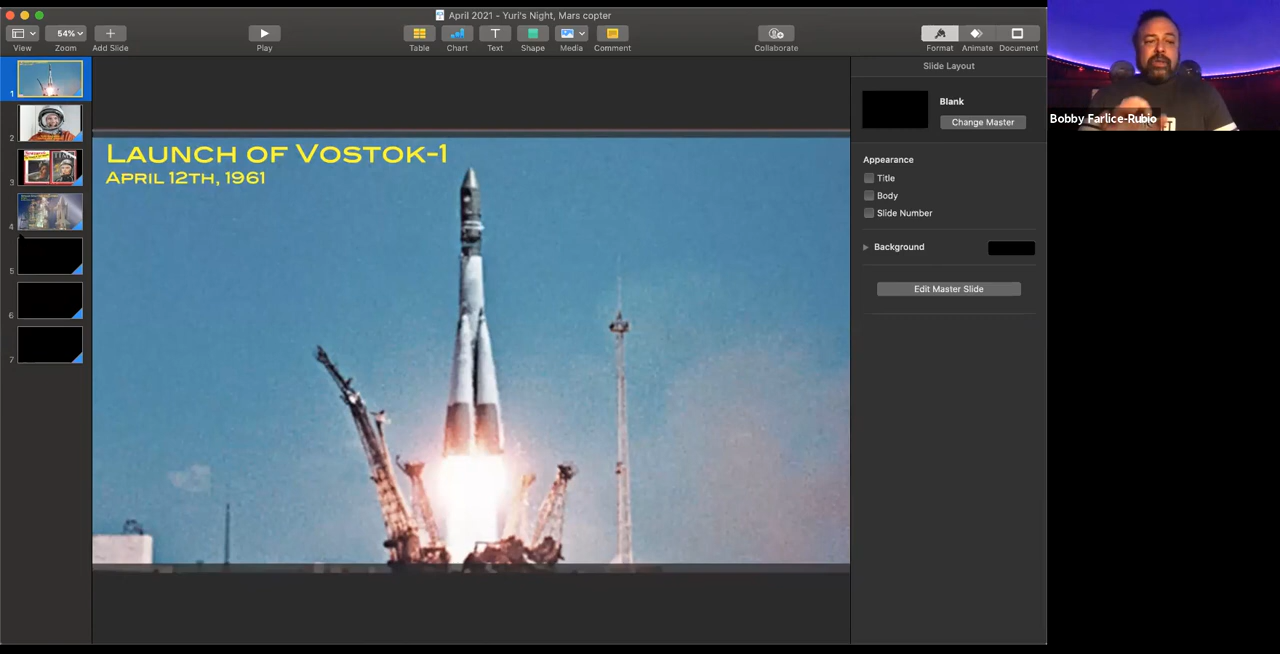 April 2021 - Yuri's Night, Mars copter
54%
View
Zoom
Add Slide
Play
Table
Chart
Text
Shape
Media
Comment
Collaborate
Format
Animate
Document
1
2
3
4
5
6
7
LAUNCH OF VOSTOK-1
APRIL 12TH, 1961
Slide Layout
Blank
Change Master
Appearance
Title
Body
Slide Number
Background
Edit Master Slide
Bobby Farlice-Rubio